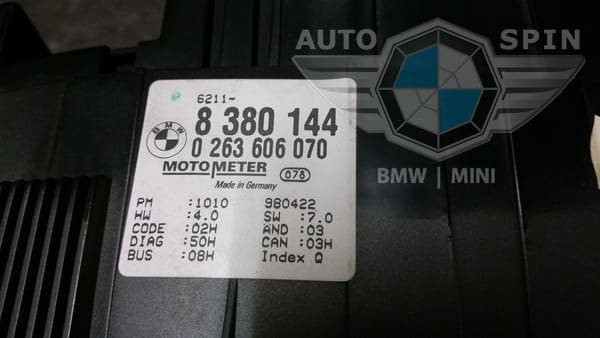 AUTO SPIN
BMW | MINI
6211-
BMW
8 380 144
0 263 606 070
MOTOMETER 078
Made in Germany
PM :1010 980422
HW :4.0 SW :7.0
CODE :02H AND :03
DIAG :50H CAN :03H
BUS :08H Index Q